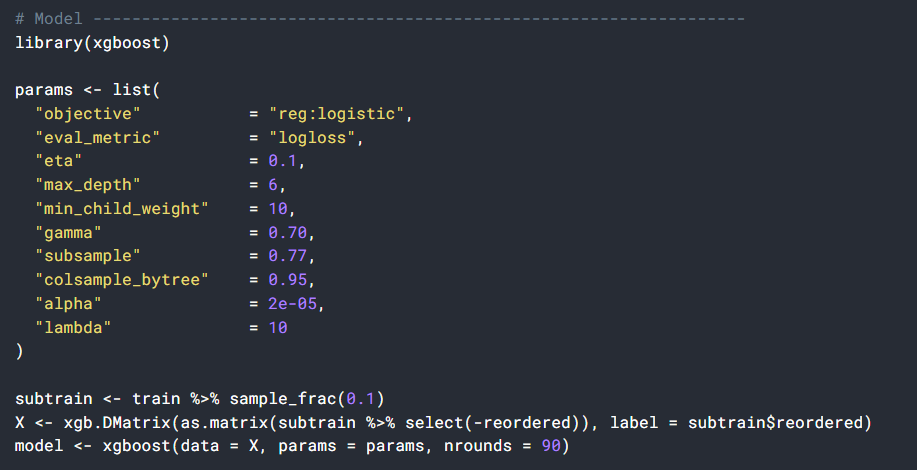 # Model ------------------------------------------------------------------
library(xgboost)
params <- list(
  "objective"           = "reg:logistic",
  "eval_metric"         = "logloss",
  "eta"                 = 0.1,
  "max_depth"           = 6,
  "min_child_weight"    = 10,
  "gamma"               = 0.70,
  "subsample"           = 0.77,
  "colsample_bytree"    = 0.95,
  "alpha"               = 2e-05,
  "lambda"              = 10
)
subtrain <- train %>% sample_frac(0.1)
X <- xgb.DMatrix(as.matrix(subtrain %>% select(-reordered)), label = subtrain$reordered)
model <- xgboost(data = X, params = params, nrounds = 90)